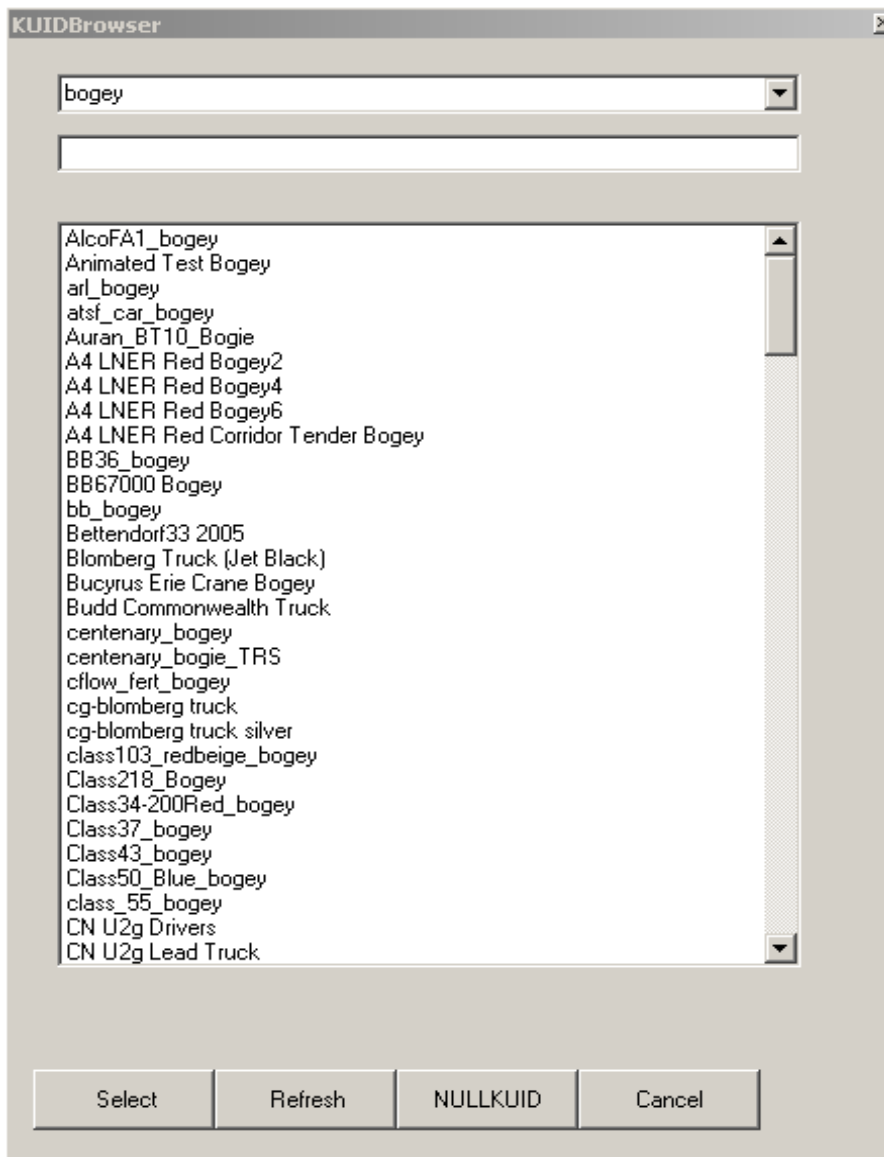 KUIDBrowser
bogey
AlcoFA1_bogey
Animated Test Bogey
arl_bogey
atsf_car_bogey
Auran_BT10_Bogie
A4 LNER Red Bogey2
A4 LNER Red Bogey4
A4 LNER Red Bogey6
A4 LNER Red Corridor Tender Bogey
BB36_bogey
BB67000 Bogey
bb_bogey
Bettendorf33 2005
Blomberg Truck (Jet Black)
Bucyrus Erie Crane Bogey
Budd Commonwealth Truck
centenary_bogey
centenary_bogie_TRS
cflow_fert_bogey
cg-blomberg truck
cg-blomberg truck silver
class103_redbeige_bogey
Class218_Bogey
Class34-200Red_bogey
Class37_bogey
Class43_bogey
Class50_Blue_bogey
class_55_bogey
CN U2g Drivers
CN U2g Lead Truck
Select Refresh NULLKUID Cancel